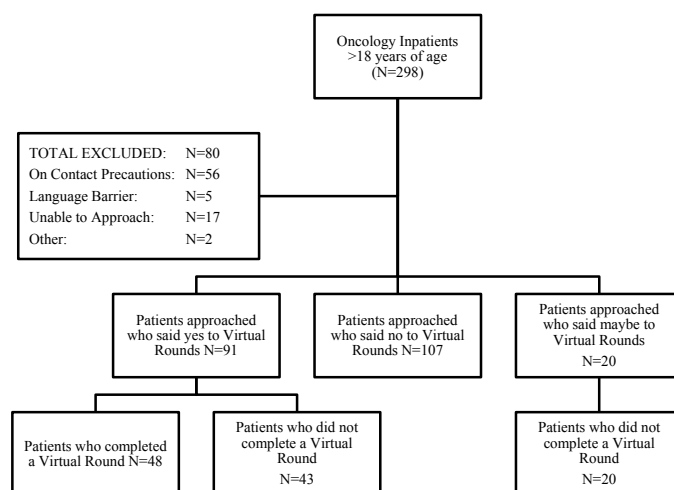 Oncology Inpatients
>18 years of age
(N=298)
TOTAL EXCLUDED: N=80
On Contact Precautions: N=56
Language Barrier: N=5
Unable to Approach: N=17
Other: N=2
Patients approached
who said yes to Virtual
Rounds N=91
Patients approached
who said no to Virtual
Rounds N=107
Patients approached
who said maybe to
Virtual Rounds
N=20
Patients who completed
a Virtual Round N=48
Patients who did not
complete a Virtual
Round
N=43
Patients who did not
complete a Virtual
Round
N=20